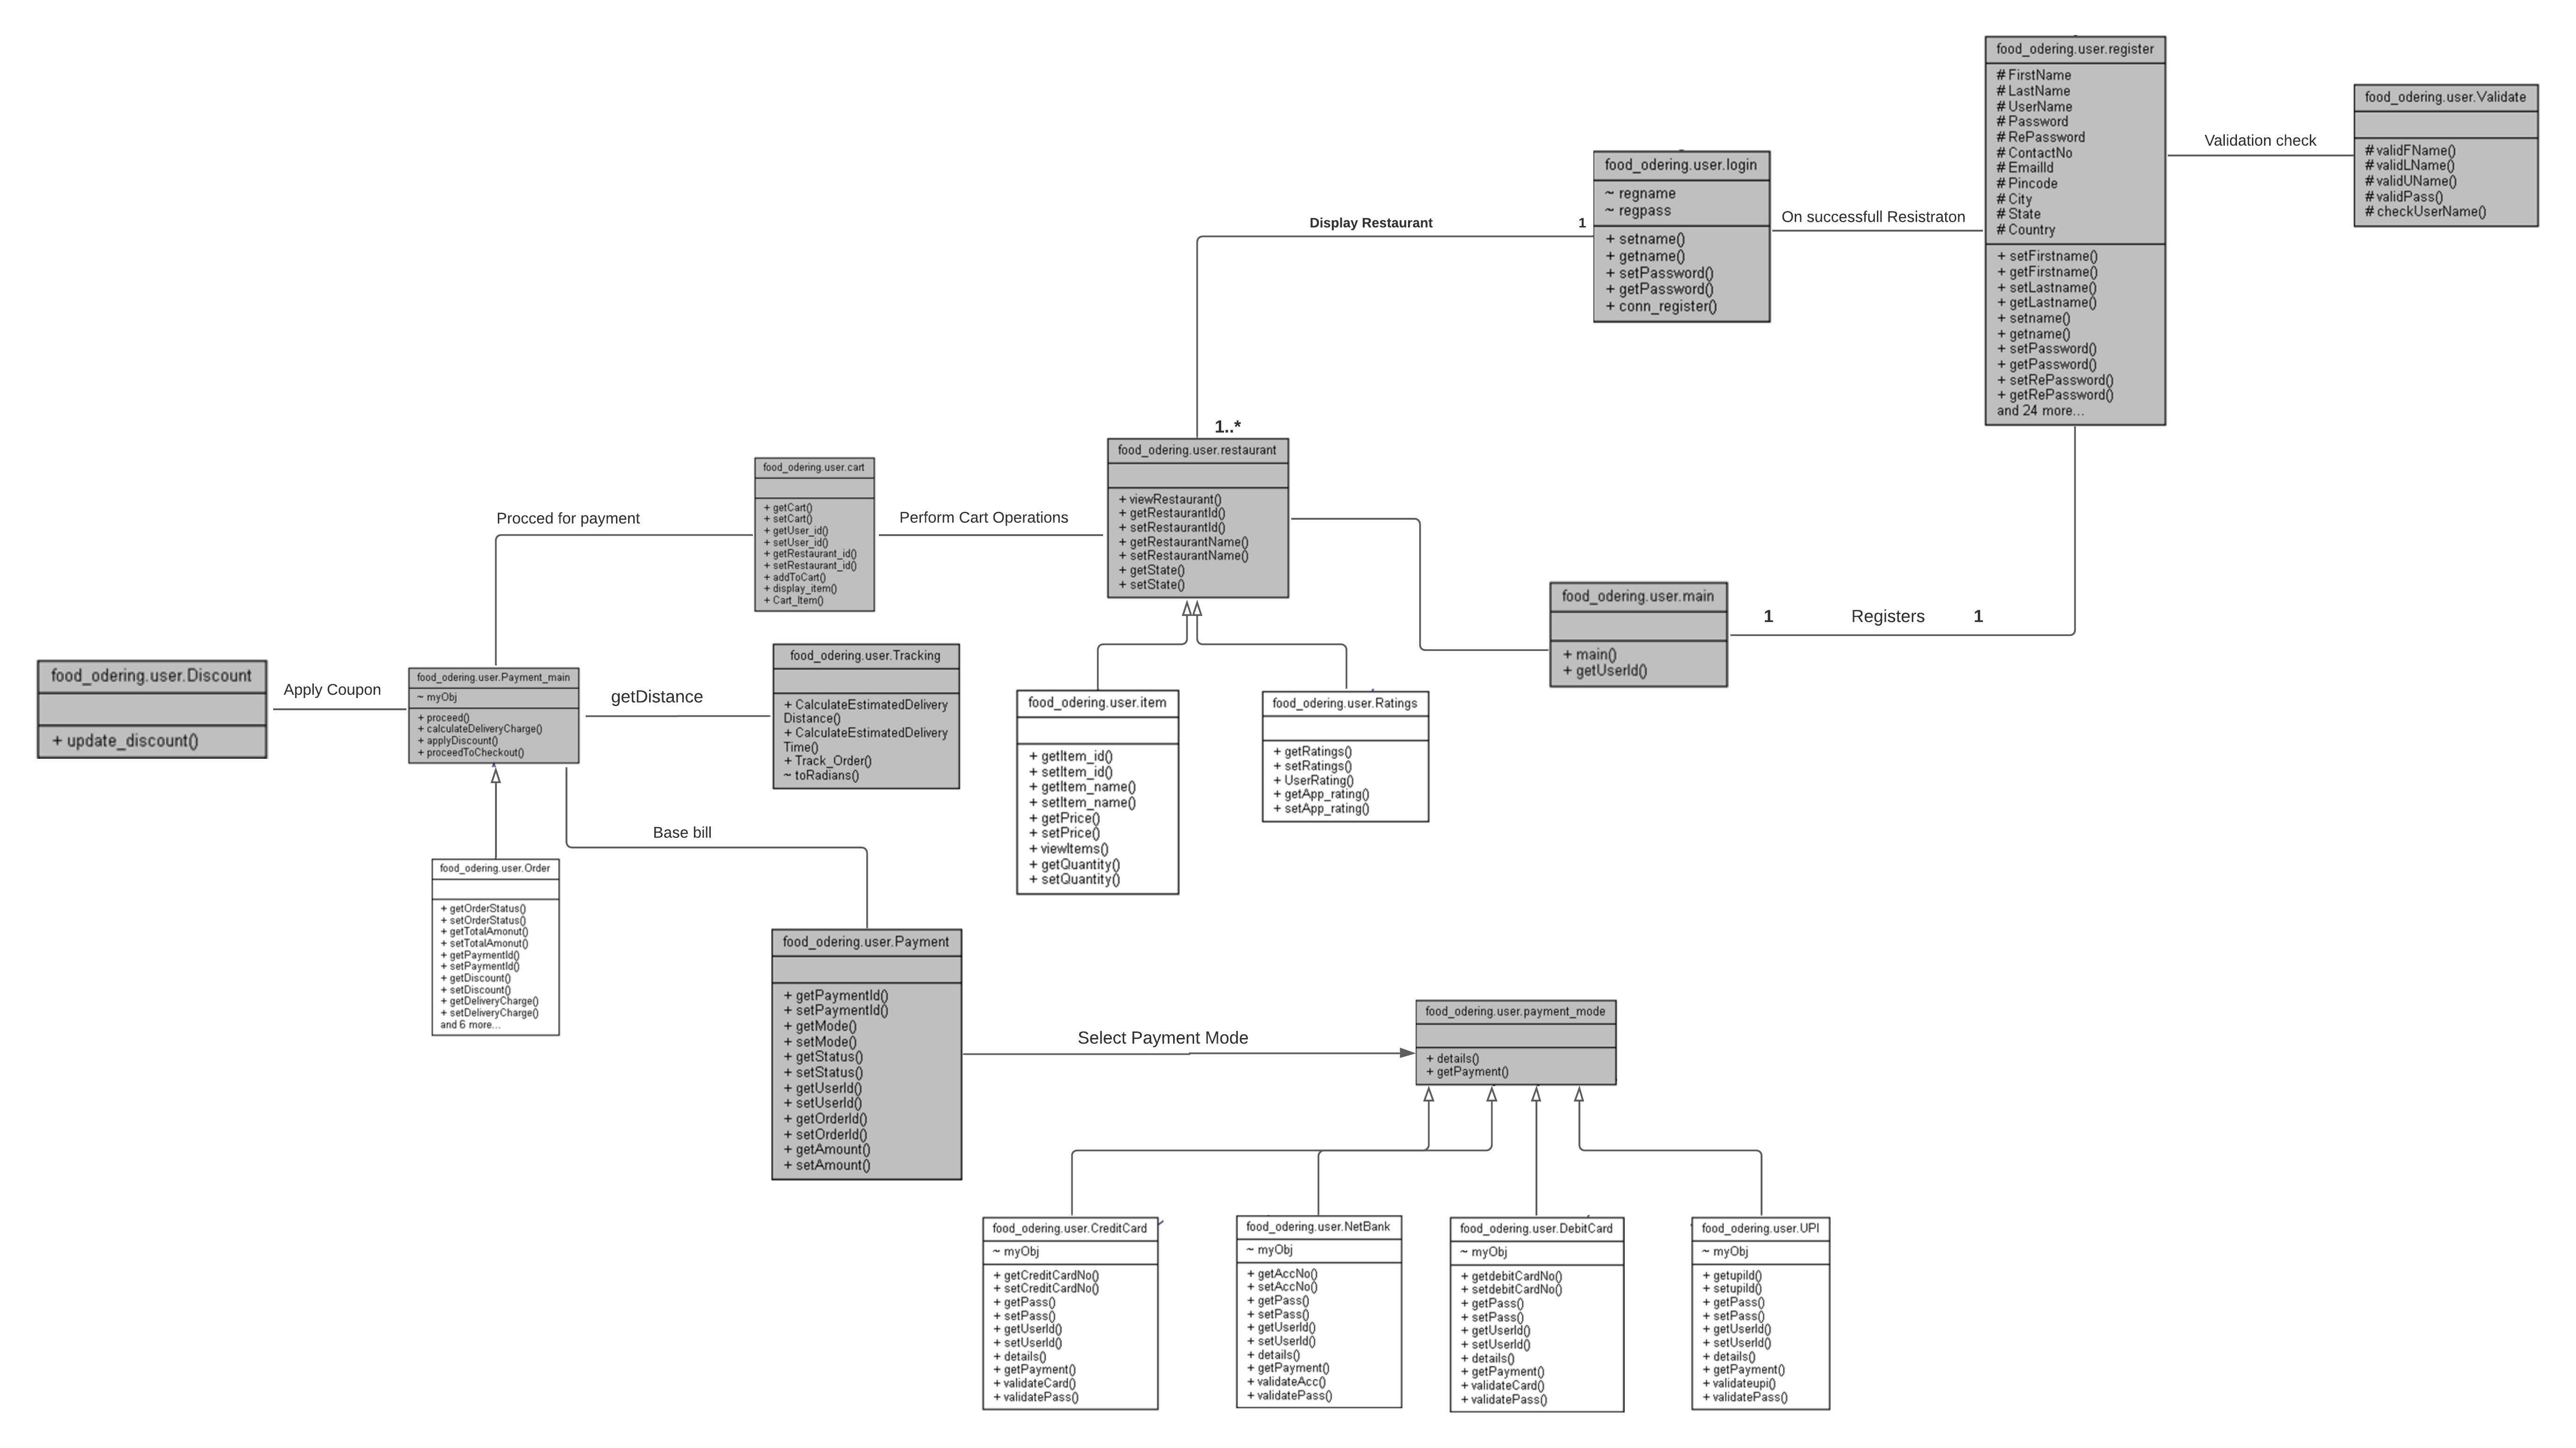 food_odering.user.register
# FirstName
# LastName
# UserName
# Password
# RePassword
# ContactNo
# EmailId
# Pincode
# City
# State
# Country
+ setFirstname()
+ getFirstname()
+ setLastname()
+ getLastname()
+ setname()
+ getname()
+ setPassword()
+ getPassword()
+ setRePassword()
+ getRePassword()
and 24 more...
Validation check
food_odering.user.Validate
# validFName()
# validLName()
# validUName()
# validPass()
# checkUserName()
food_odering.user.login
~ regname
~ regpass
+ setname()
+ getname()
+ setPassword()
+ getPassword()
+ conn_register()
On successfull Resistraton
Display Restaurant
1
1..*
food_odering.user.restaurant
+ viewRestaurant()
+ getRestaurantId()
+ setRestaurantId()
+ getRestaurantName()
+ setRestaurantName()
+ getState()
+ setState()
food_odering.user.cart
+ getCart()
+ setCart()
+ getUser_id()
+ setUser_id()
+ getRestaurant_id()
+ setRestaurant_id()
+ addToCart()
+ display_item()
+ Cart_Item()
Perform Cart Operations
Procced for payment
food_odering.user.main
+ main()
+ getUserId()
1
Registers
1
food_odering.user.Discount
+ update_discount()
Apply Coupon
food_odering.user.Payment_main
~ myObj
+ proceed()
+ calculateDeliveryCharge()
+ applyDiscount()
+ proceedToCheckout()
getDistance
food_odering.user.Tracking
+ CalculateEstimatedDelivery
Distance()
+ CalculateEstimatedDelivery
Time()
+ Track_Order()
~ toRadians()
food_odering.user.item
+ getItem_id()
+ setItem_id()
+ getItem_name()
+ setItem_name()
+ getPrice()
+ setPrice()
+ viewItems()
+ getQuantity()
+ setQuantity()
food_odering.user.Ratings
+ getRatings()
+ setRatings()
+ UserRating()
+ getApp_rating()
+ setApp_rating()
Base bill
food_odering.user.Order
+ getOrderStatus()
+ setOrderStatus()
+ getTotalAmonut()
+ setTotalAmonut()
+ getPaymentId()
+ setPaymentId()
+ getDiscount()
+ setDiscount()
+ getDeliveryCharge()
+ setDeliveryCharge()
and 6 more...
food_odering.user.Payment
+ getPaymentId()
+ setPaymentId()
+ getMode()
+ setMode()
+ getStatus()
+ setStatus()
+ getUserId()
+ setUserId()
+ getOrderId()
+ setOrderId()
+ getAmount()
+ setAmount()
Select Payment Mode
food_odering.user.payment_mode
+ details()
+ getPayment()
food_odering.user.CreditCard
~ myObj
+ getCreditCardNo()
+ setCreditCardNo()
+ getPass()
+ setPass()
+ getUserId()
+ setUserId()
+ details()
+ getPayment()
+ validateCard()
+ validatePass()
food_odering.user.NetBank
~ myObj
+ getAccNo()
+ setAccNo()
+ getPass()
+ setPass()
+ getUserId()
+ setUserId()
+ details()
+ getPayment()
+ validateAcc()
+ validatePass()
food_odering.user.DebitCard
~ myObj
+ getdebitCardNo()
+ setdebitCardNo()
+ getPass()
+ setPass()
+ getUserId()
+ setUserId()
+ details()
+ getPayment()
+ validateCard()
+ validatePass()
food_odering.user.UPI
~ myObj
+ getupiId()
+ setupiId()
+ getPass()
+ setPass()
+ getUserId()
+ setUserId()
+ details()
+ getPayment()
+ validateupi()
+ validatePass()